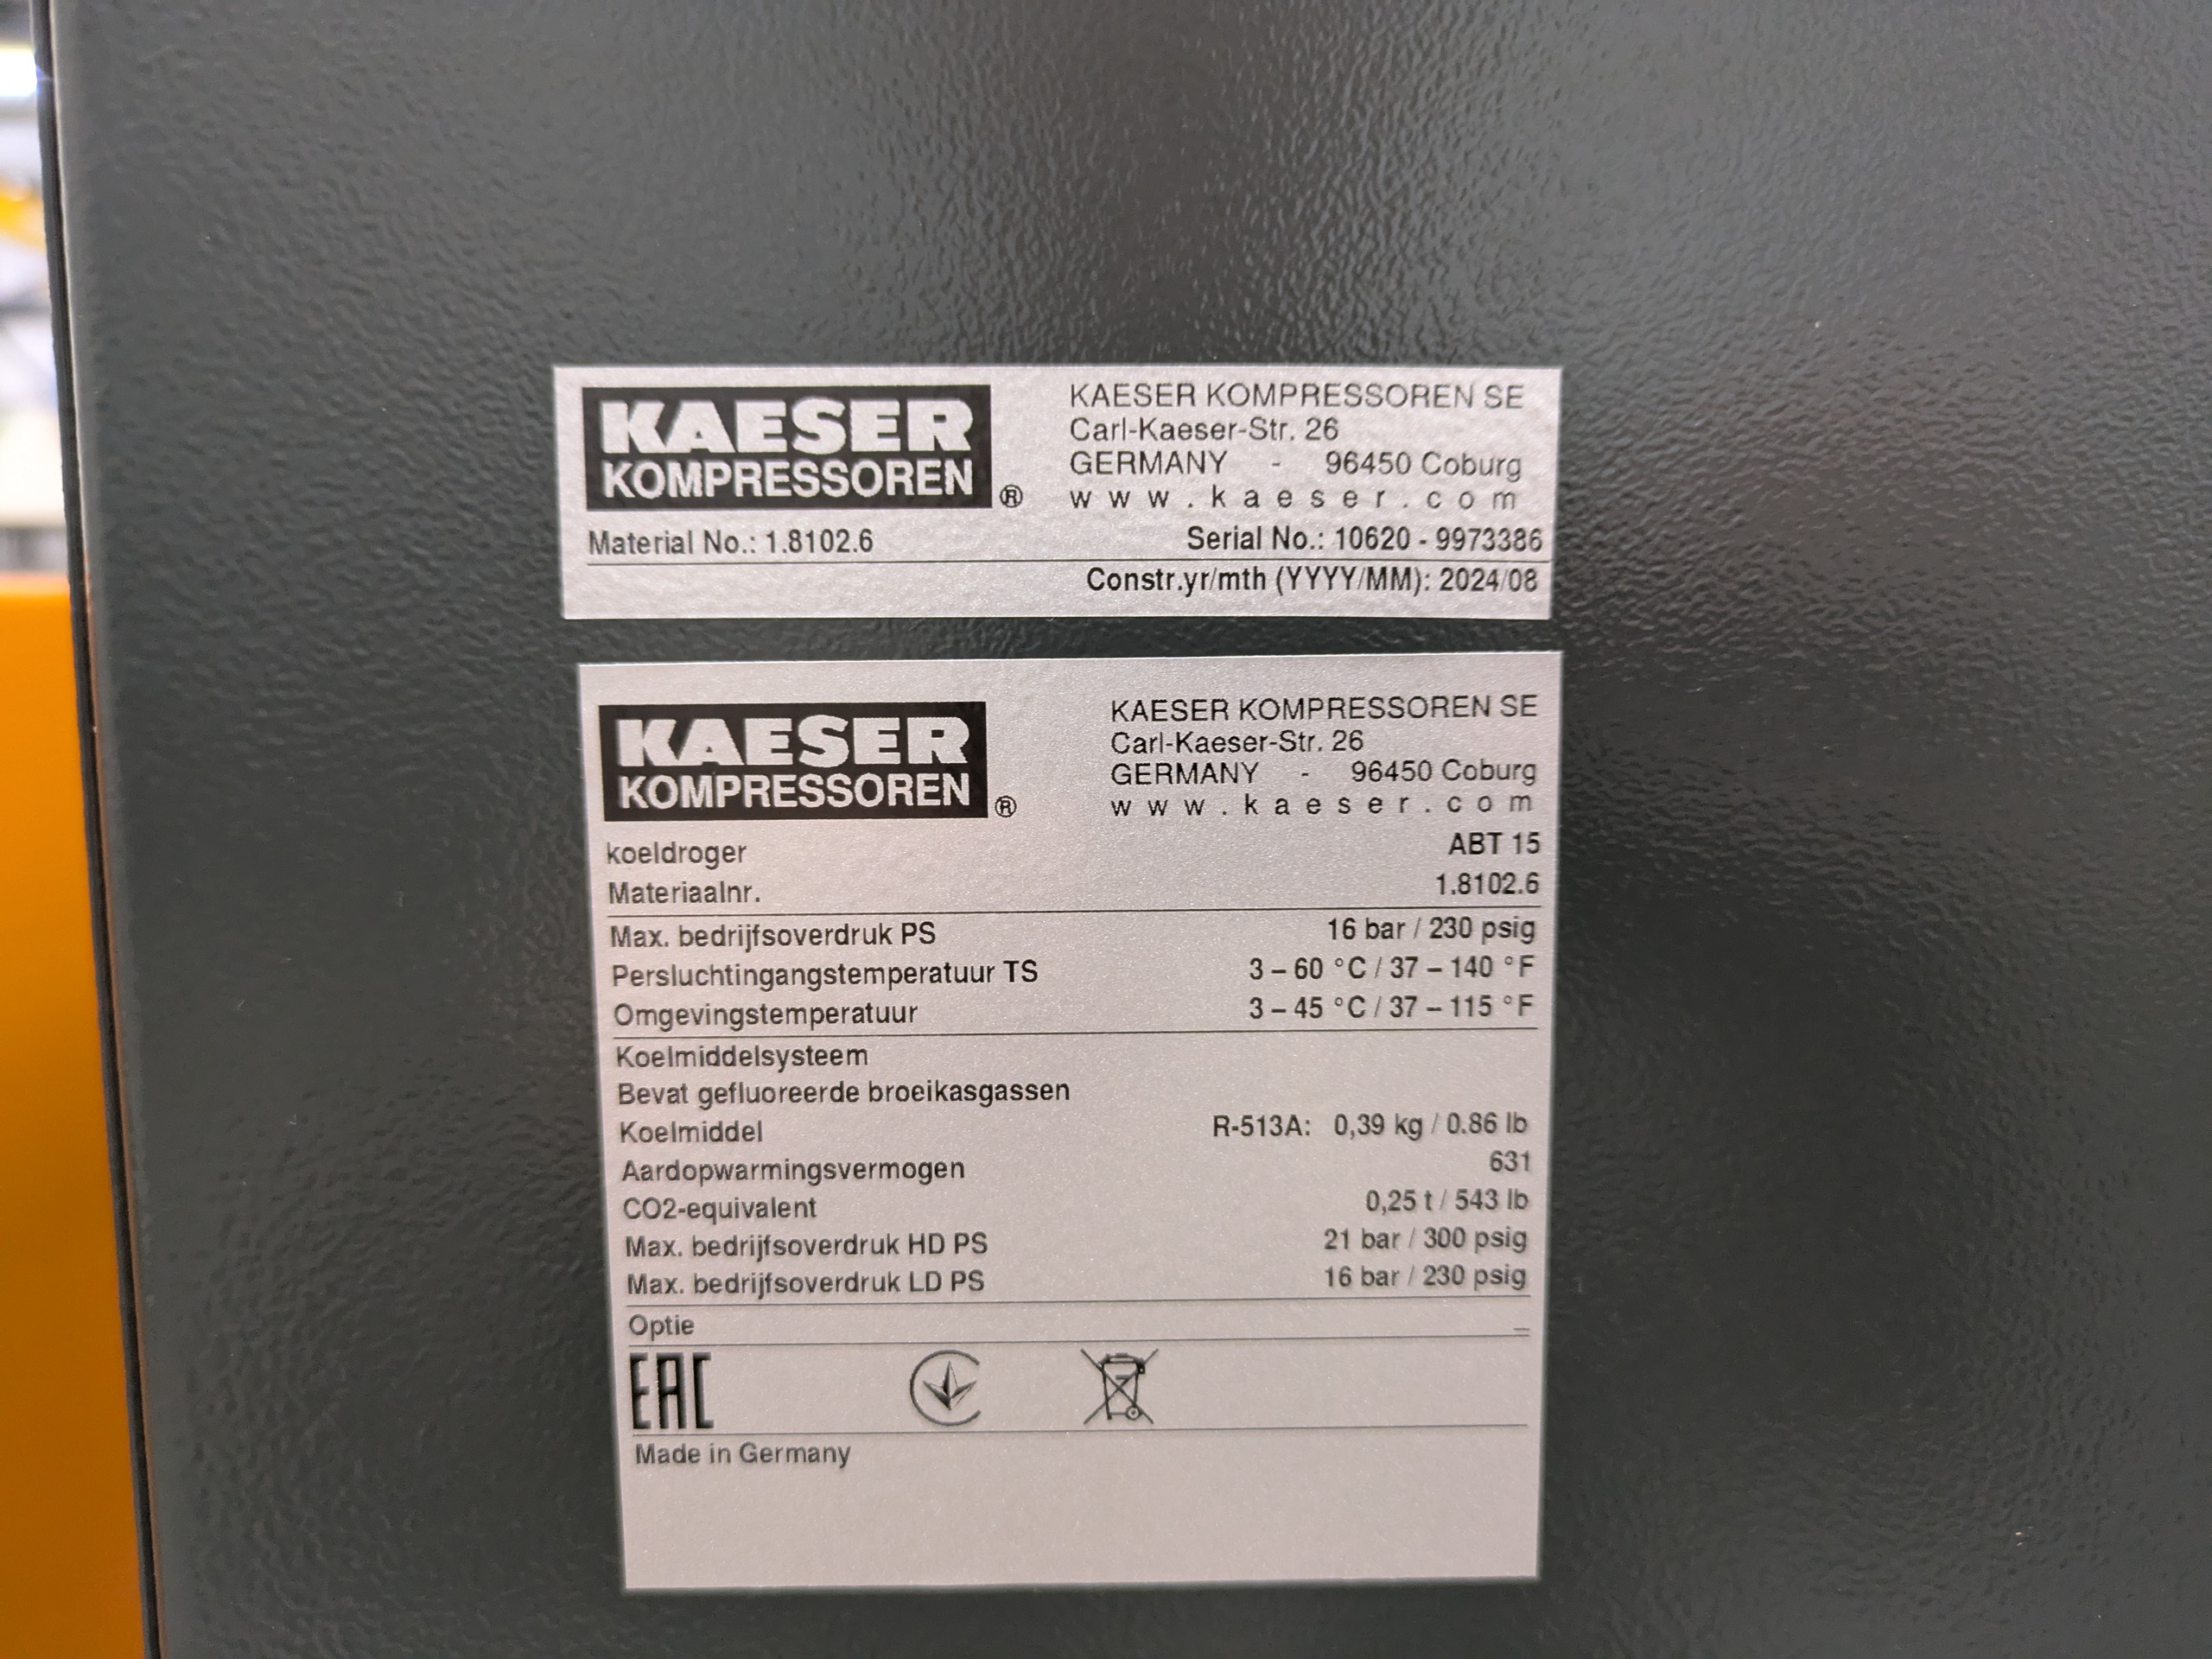 KAESER
KOMPRESSOREN ®
KAESER KOMPRESSOREN SE
Carl-Kaeser-Str. 26
GERMANY - 96450 Coburg
www.kaeser.com
Material No.: 1.8102.6 Serial No.: 10620 - 9973386
Constr.yr/mth (YYYY/MM): 2024/08
KAESER
KOMPRESSOREN ®
KAESER KOMPRESSOREN SE
Carl-Kaeser-Str. 26
GERMANY - 96450 Coburg
www.kaeser.com
koeldroger ABT 15
Materiaalnr. 1.8102.6
Max. bedrijfsoverdruk PS 16 bar / 230 psig
Persluchtingangstemperatuur TS 3 – 60 °C / 37 – 140 °F
Omgevingstemperatuur 3 – 45 °C / 37 – 115 °F
Koelmiddelsysteem
Bevat gefluoreerde broeikasgassen
Koelmiddel R-513A: 0,39 kg / 0.86 lb
Aardopwarmingsvermogen 631
CO2-equivalent 0,25 t / 543 lb
Max. bedrijfsoverdruk HD PS 21 bar / 300 psig
Max. bedrijfsoverdruk LD PS 16 bar / 230 psig
Optie –
EAC
Made in Germany